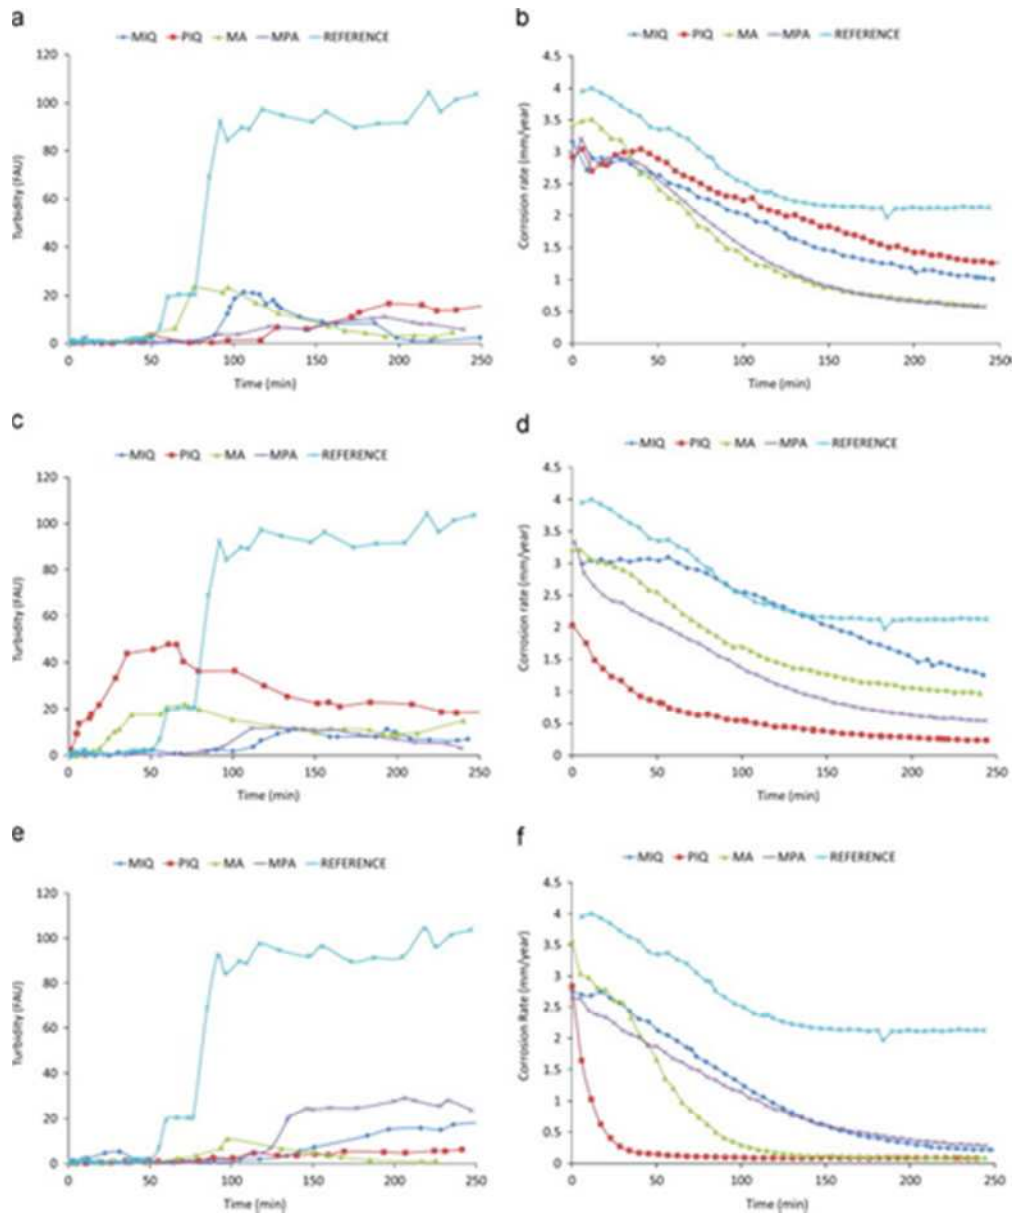 a
MIQ PIQ MA MPA REFERENCE
120
100
80
60
40
20
0
Turbidity (FAU)
0 50 100 150 200 250
Time (min)
b
MIQ PIQ MA MPA REFERENCE
4.5
4
3.5
3
2.5
2
1.5
1
0.5
0
Corrosion rate (mm/year)
0 50 100 150 200 250
Time (min)
c
MIQ PIQ MA MPA REFERENCE
120
100
80
60
40
20
0
Turbidity (FAU)
0 50 100 150 200 250
Time (min)
d
MIQ PIQ MA MPA REFERENCE
4.5
4
3.5
3
2.5
2
1.5
1
0.5
0
Corrosion rate (mm/year)
0 50 100 150 200 250
Time (min)
e
MIQ PIQ MA MPA REFERENCE
120
100
80
60
40
20
0
Turbidity (FAU)
0 50 100 150 200 250
Time (min)
f
MIQ PIQ MA MPA REFERENCE
4.5
4
3.5
3
2.5
2
1.5
1
0.5
0
Corrosion Rate (mm/year)
0 50 100 150 200 250
Time (min)